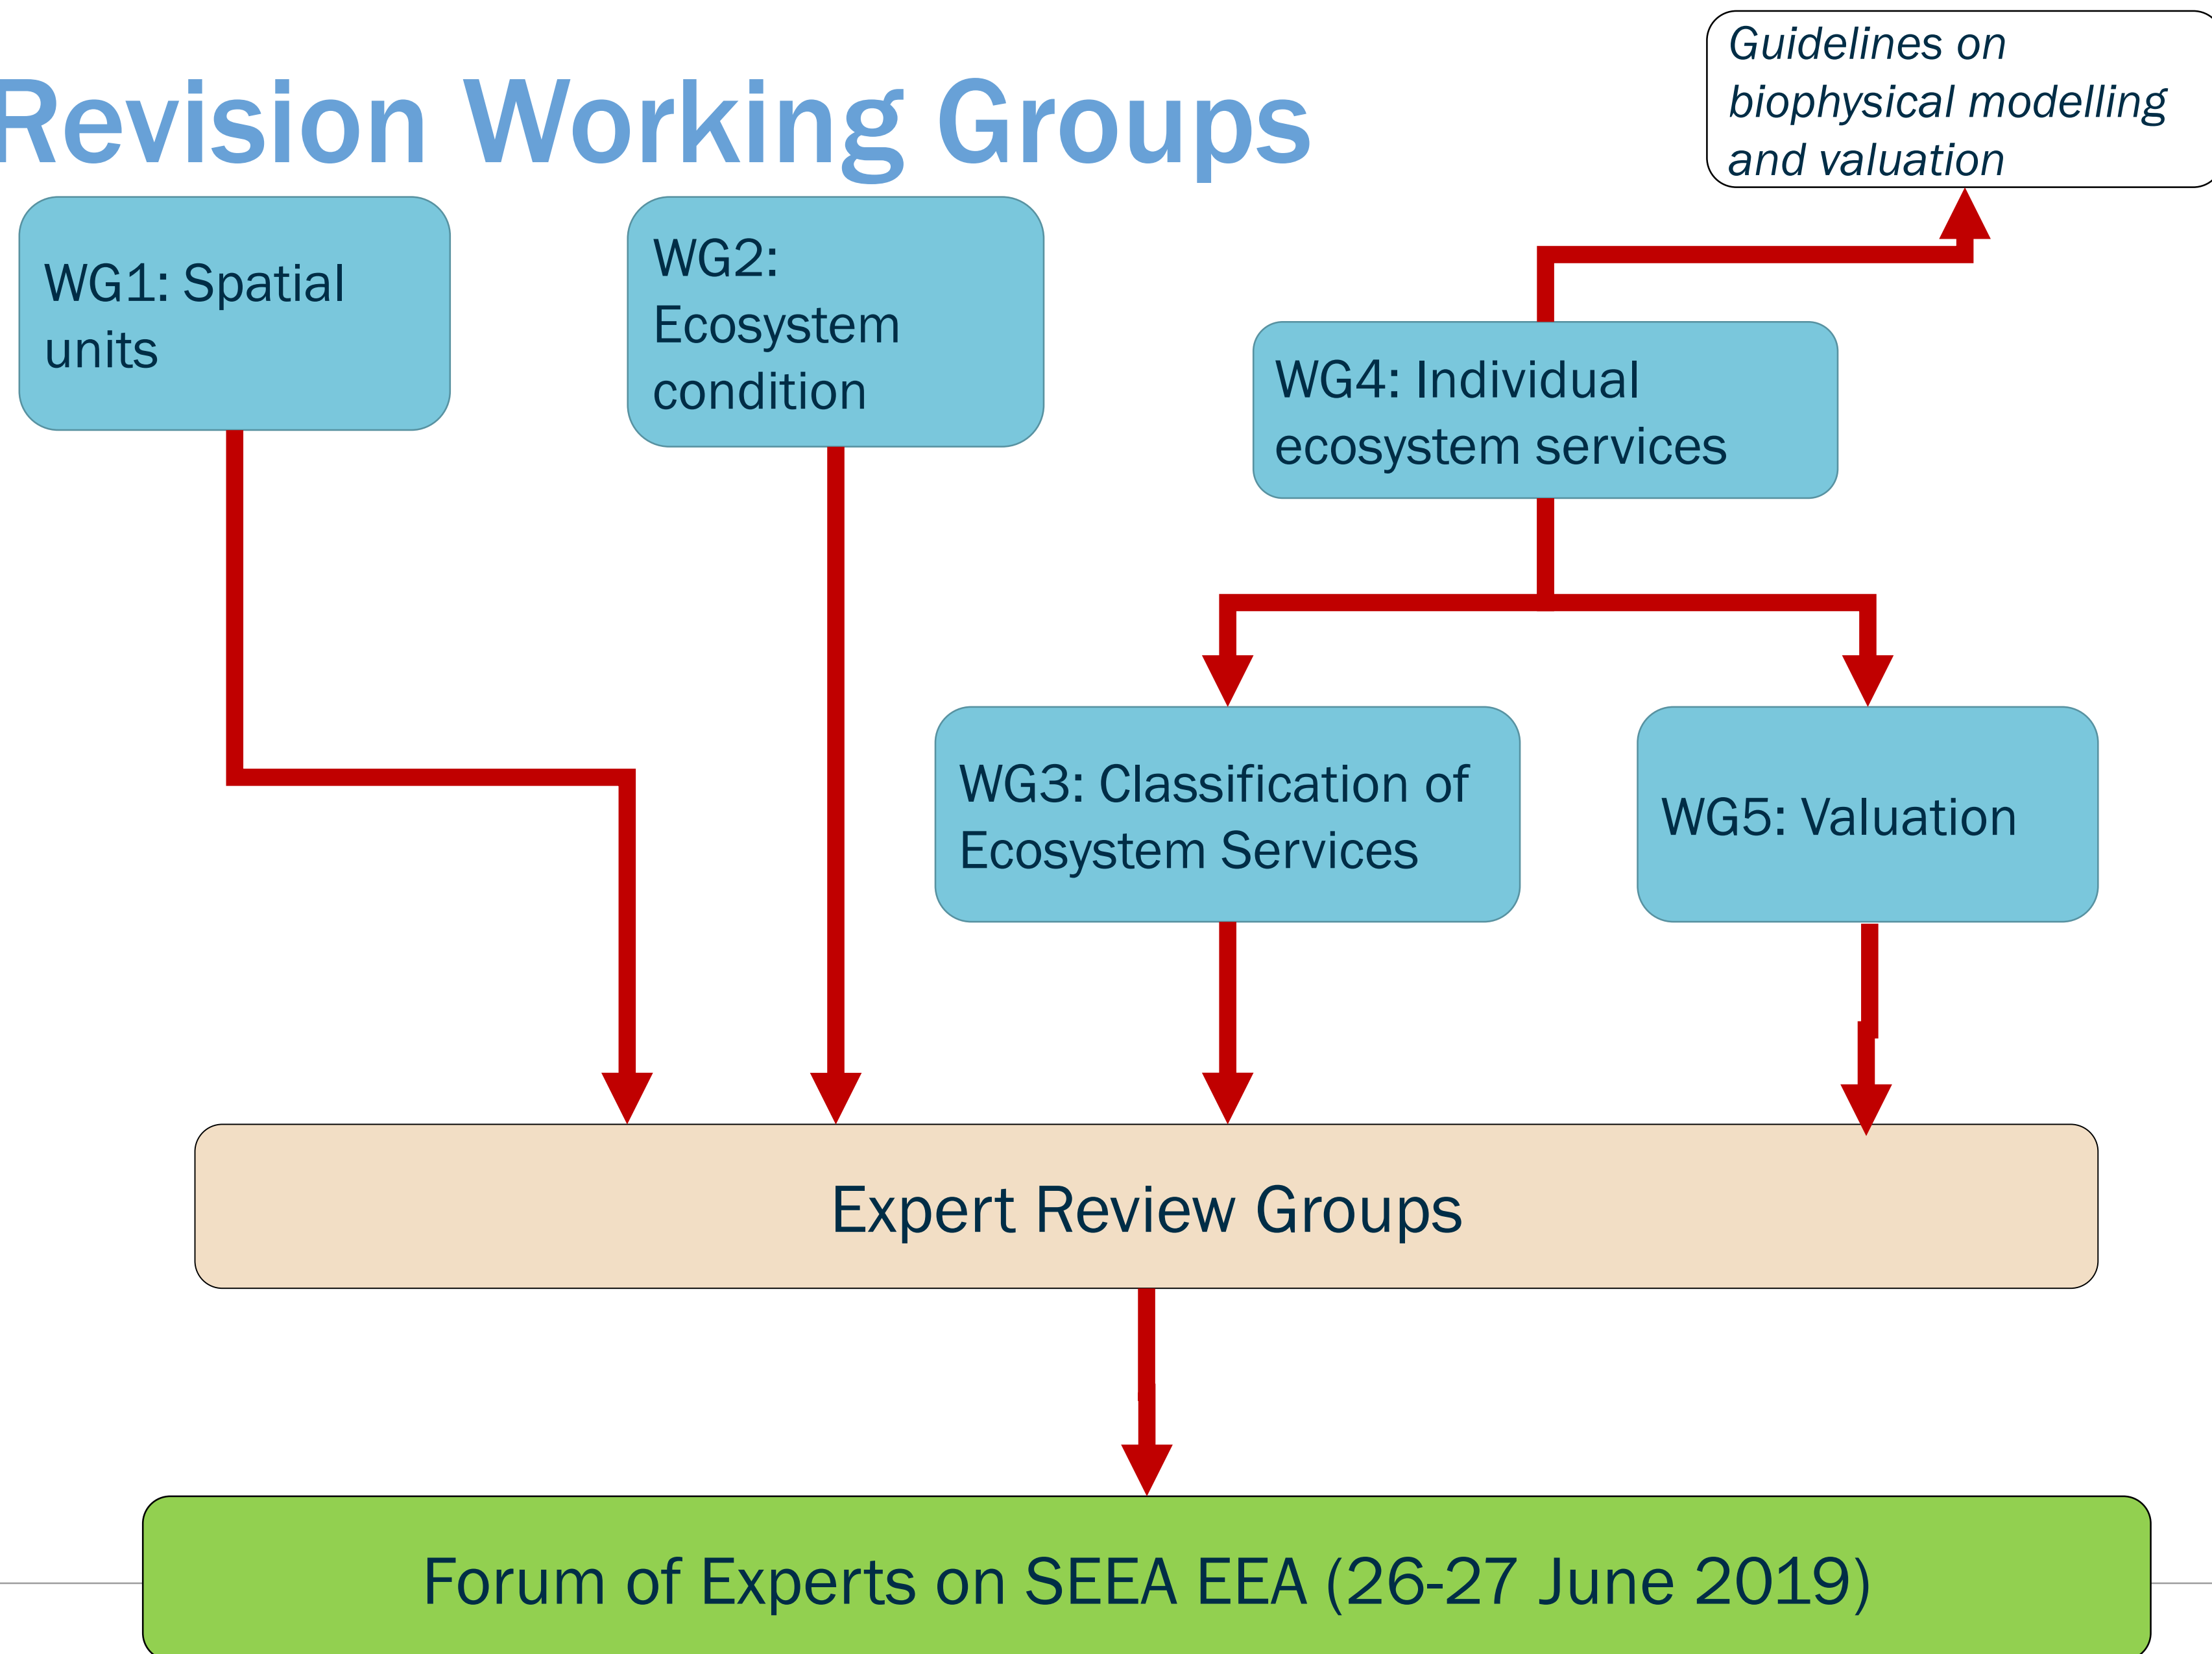 Revision Working Groups
Guidelines on
biophysical modelling
and valuation
WG1: Spatial
units
WG2:
Ecosystem
condition
WG4: Individual
ecosystem services
WG3: Classification of
Ecosystem Services
WG5: Valuation
Expert Review Groups
Forum of Experts on SEEA EEA (26-27 June 2019)